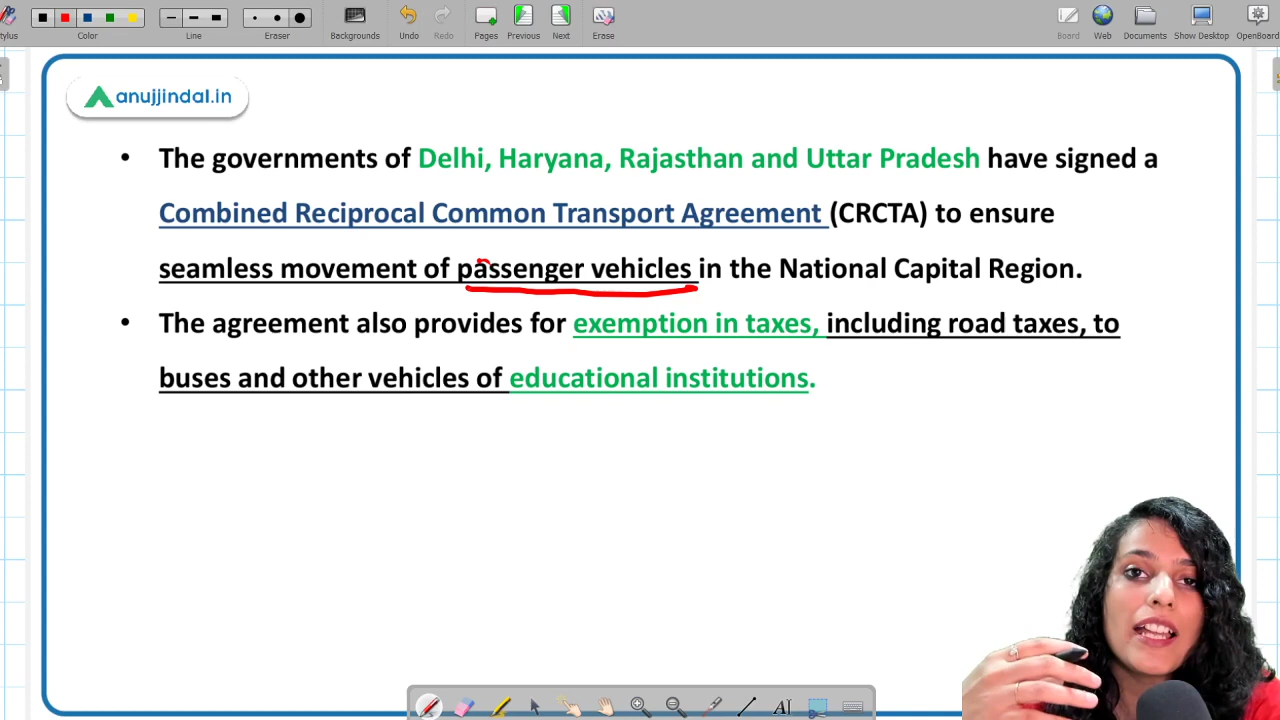 Stylus
Color
Line
Eraser
Backgrounds
Undo
Redo
Pages
Previous
Next
Erase
Board
Web
Documents
Show Desktop
OpenBoard
anujjindal.in
• The governments of Delhi, Haryana, Rajasthan and Uttar Pradesh have signed a
Combined Reciprocal Common Transport Agreement (CRCTA) to ensure
seamless movement of passenger vehicles in the National Capital Region.
• The agreement also provides for exemption in taxes, including road taxes, to
buses and other vehicles of educational institutions.